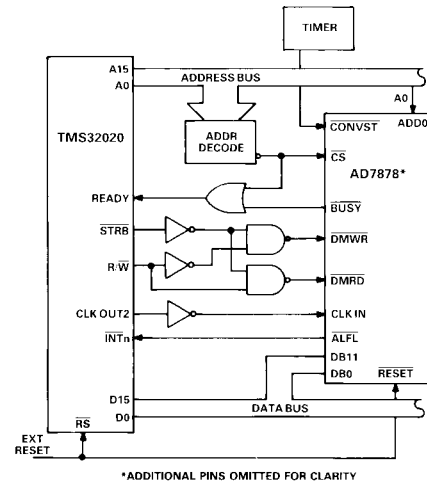 TIMER
A15
ADDRESS BUS
A0
A0
TMS32020
ADDR
DECODE
CONVST
ADD0
CS
AD7878*
READY
BUSY
STRB
DMWR
R/W
DMRD
CLK OUT2
CLK IN
INTn
ALFL
DB11
DB0
RESET
D15
D0
DATA BUS
RS
EXT
RESET
*ADDITIONAL PINS OMITTED FOR CLARITY